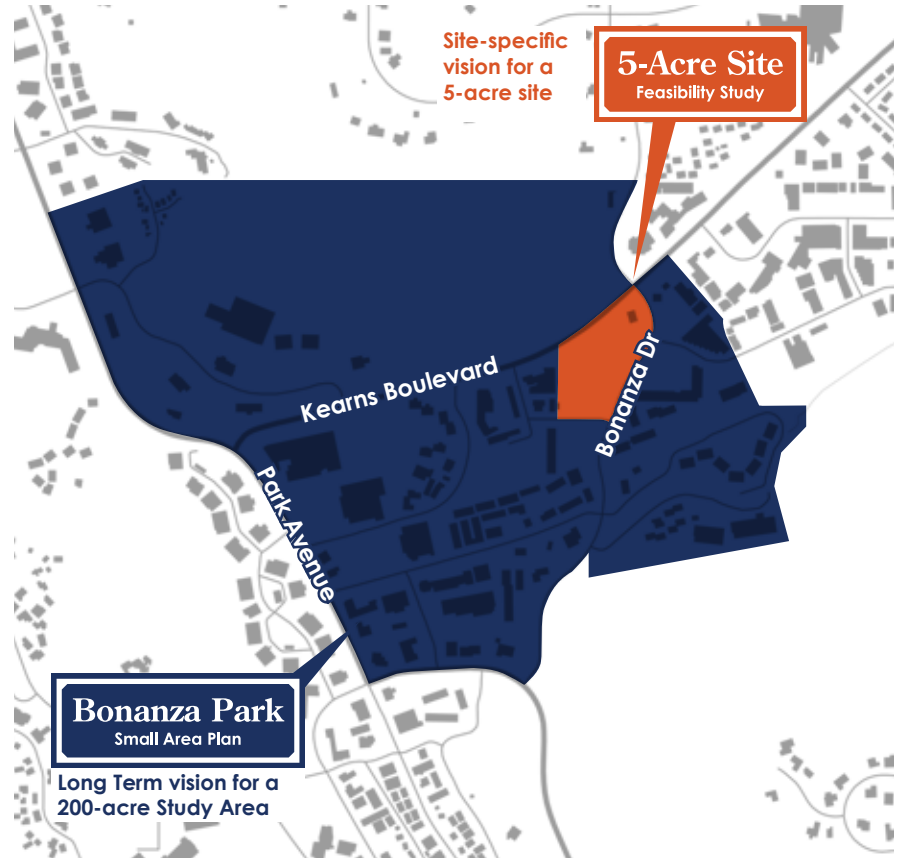 Site-specific
vision for a
5-acre site
5-Acre Site
Feasibility Study
Kearns Boulevard
Bonanza Dr
Park Avenue
Bonanza Park
Small Area Plan
Long Term vision for a
200-acre Study Area